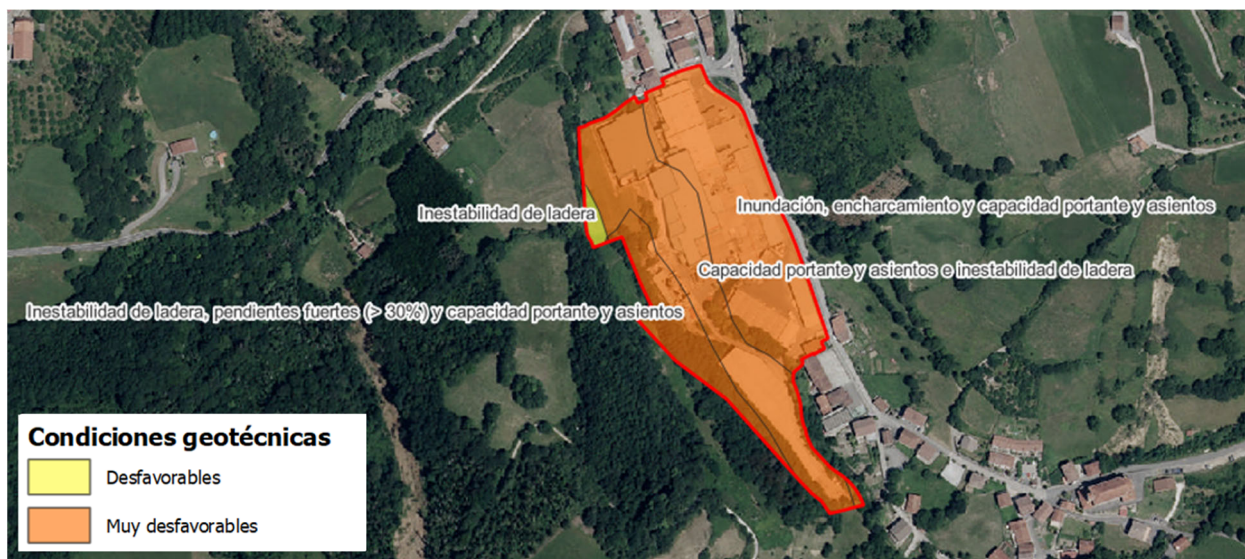 Inestabilidad de ladera
Inundación, encharcamiento y capacidad portante y asientos
Capacidad portante y asientos e inestabilidad de ladera
Inestabilidad de ladera, pendientes fuertes (> 30%) y capacidad portante y asientos
Condiciones geotécnicas
Desfavorables
Muy desfavorables